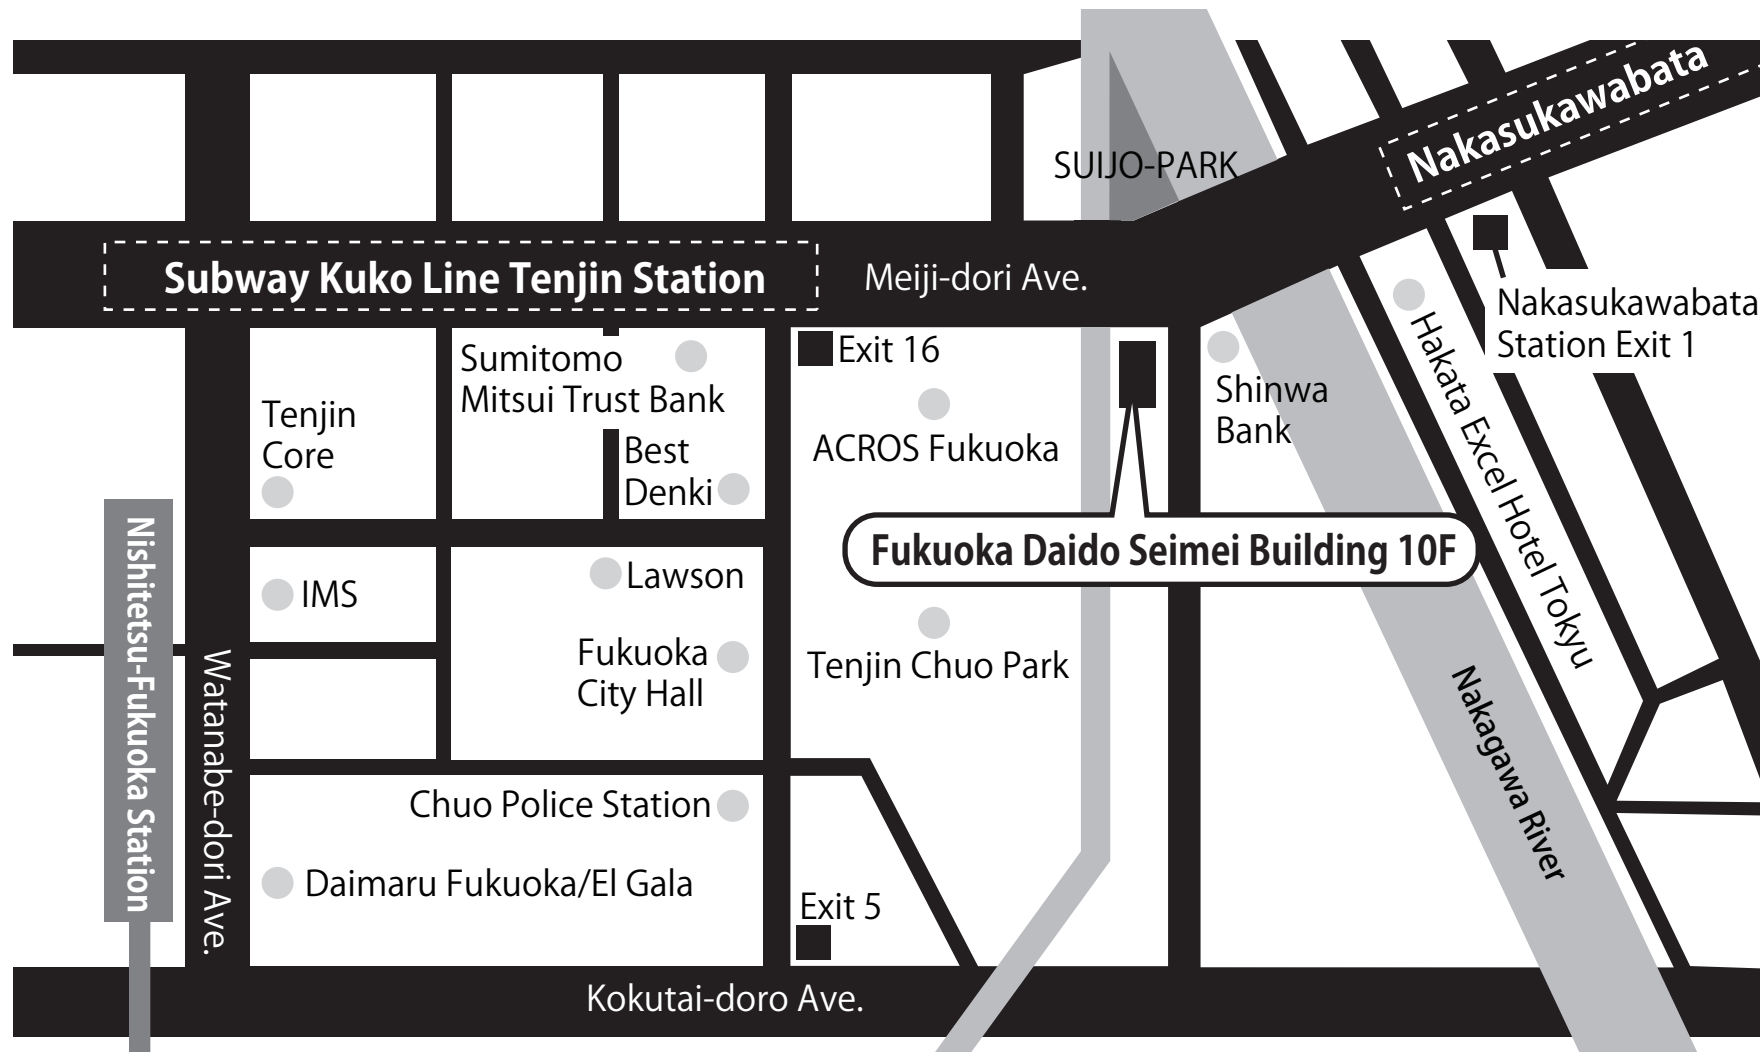 Nakasukawabata
SUIJO-PARK
Subway Kuko Line Tenjin Station
Meiji-dori Ave.
Nakasukawabata
Station Exit 1
Exit 16
Sumitomo
Mitsui Trust Bank
Hakata Excel Hotel Tokyu
Shinwa
Bank
Tenjin
Core
ACROS Fukuoka
Best
Denki
Fukuoka Daido Seimei Building 10F
Nishitetsu-Fukuoka Station
IMS
Lawson
Fukuoka
City Hall
Tenjin Chuo Park
Watanabe-dori Ave.
Nakagawa River
Chuo Police Station
Daimaru Fukuoka/El Gala
Exit 5
Kokutai-doro Ave.